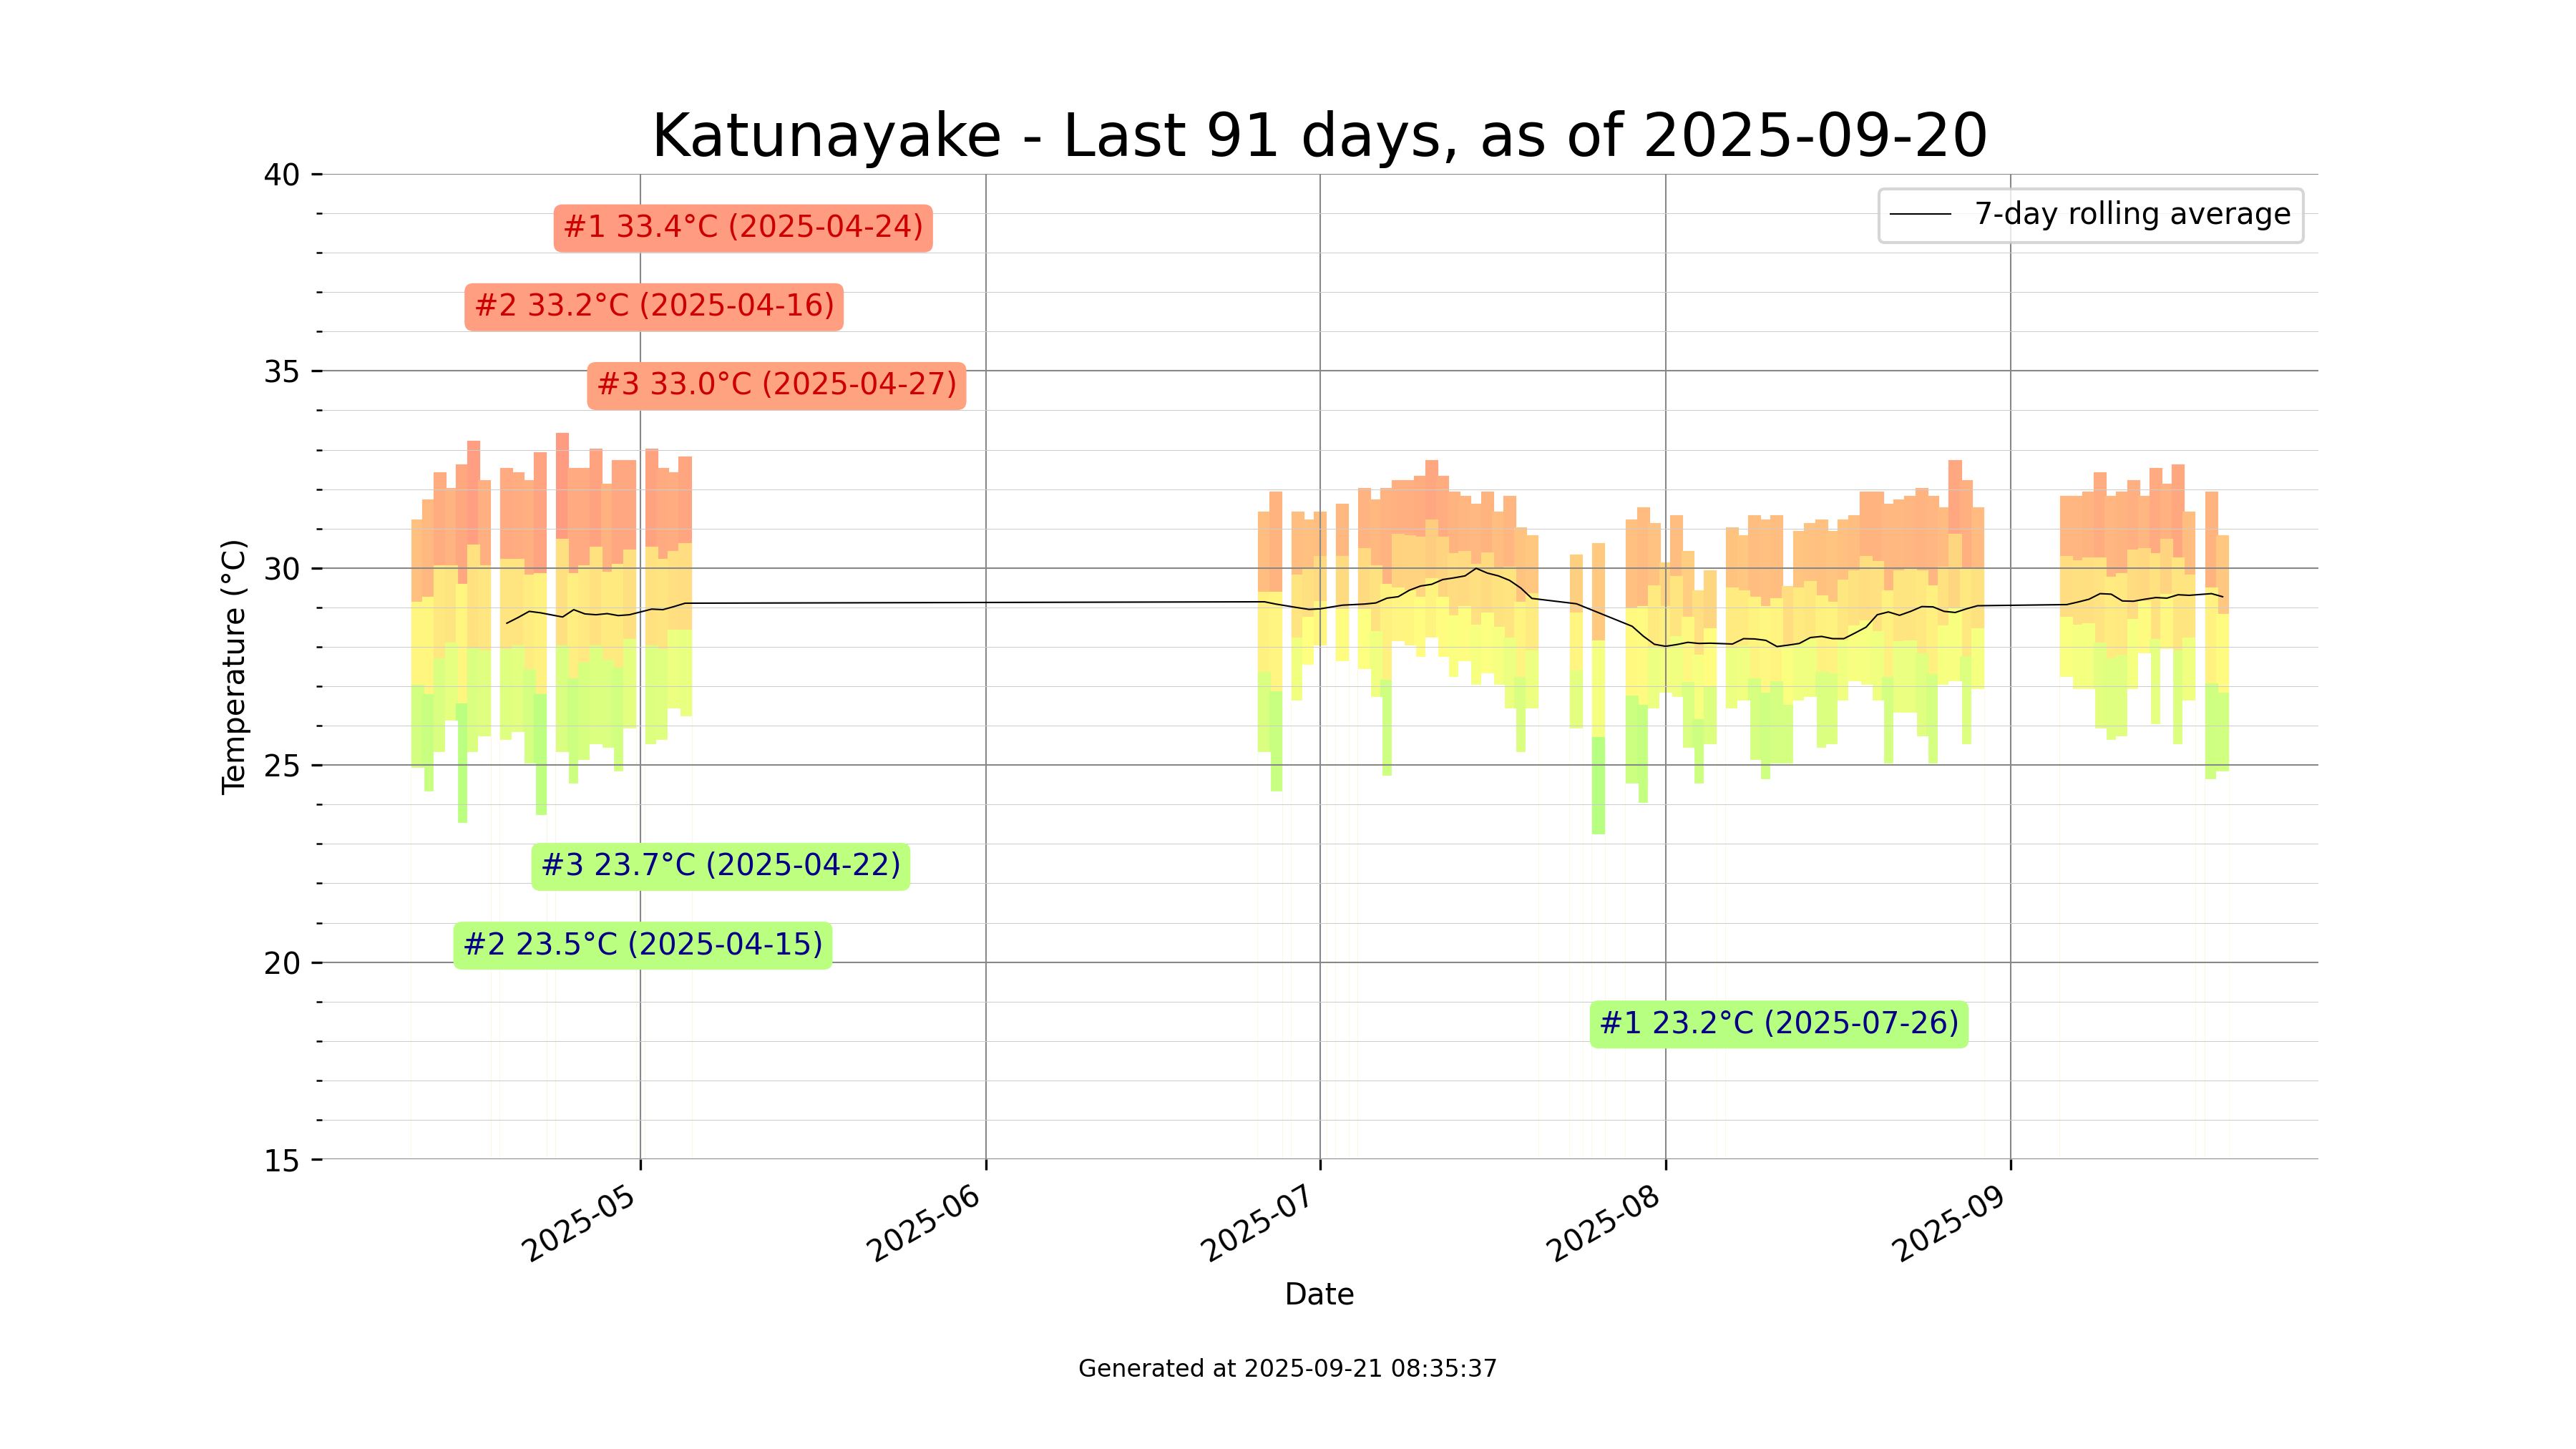 Katunayake - Last 91 days, as of 2025-09-20
40
7-day rolling average
#1 33.4°C (2025-04-24)
#2 33.2°C (2025-04-16)
35
#3 33.0°C (2025-04-27)
30
Temperature (°C)
25
#3 23.7°C (2025-04-22)
#2 23.5°C (2025-04-15)
20
#1 23.2°C (2025-07-26)
15
2025-05
2025-06
2025-07
2025-08
2025-09
Date
Generated at 2025-09-21 08:35:37